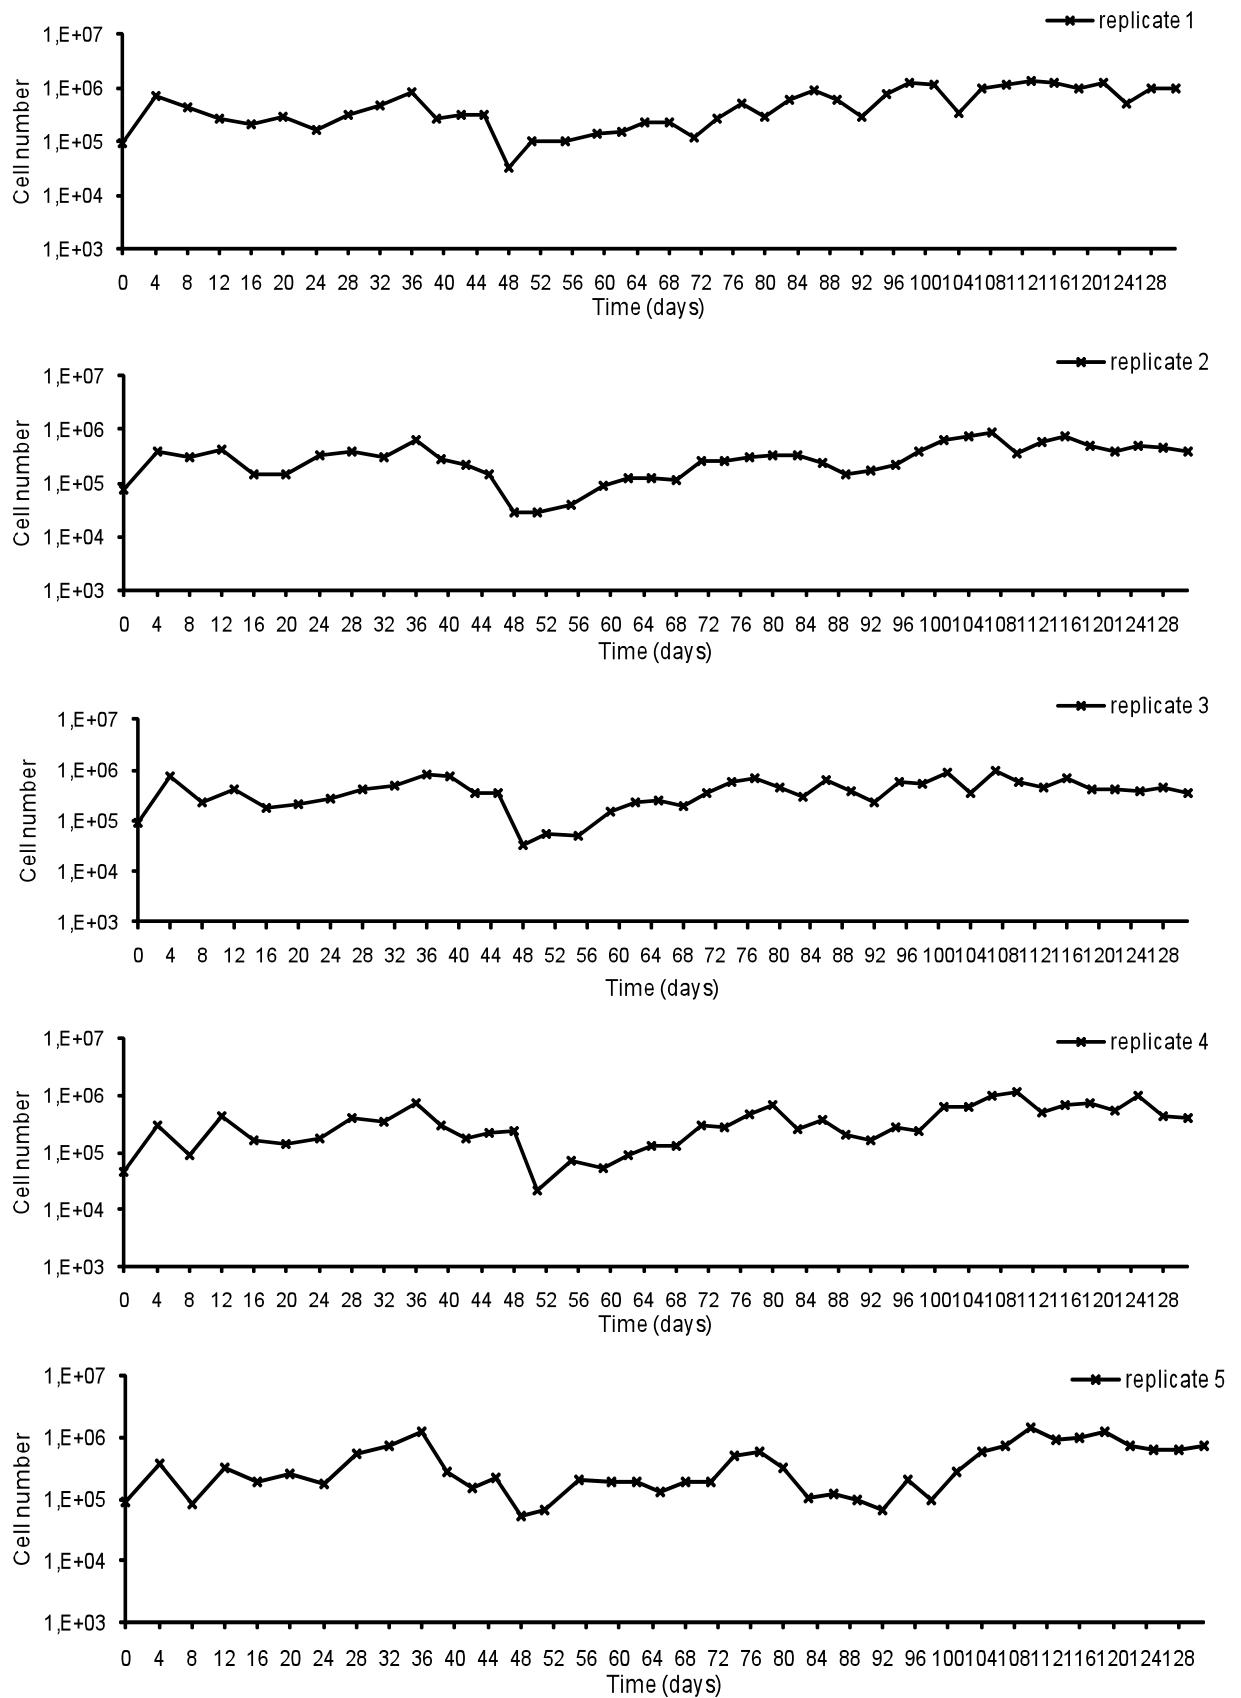 replicate 1
1,E+07
1,E+06
1,E+05
1,E+04
1,E+03
Cell number
0 4 8 12 16 20 24 28 32 36 40 44 48 52 56 60 64 68 72 76 80 84 88 92 96 100104108112116120124128
Time (days)
replicate 2
1,E+07
1,E+06
1,E+05
1,E+04
1,E+03
Cell number
0 4 8 12 16 20 24 28 32 36 40 44 48 52 56 60 64 68 72 76 80 84 88 92 96 100104108112116120124128
Time (days)
replicate 3
1,E+07
1,E+06
1,E+05
1,E+04
1,E+03
Cell number
0 4 8 12 16 20 24 28 32 36 40 44 48 52 56 60 64 68 72 76 80 84 88 92 96 100104108112116120124128
Time (days)
replicate 4
1,E+07
1,E+06
1,E+05
1,E+04
1,E+03
Cell number
0 4 8 12 16 20 24 28 32 36 40 44 48 52 56 60 64 68 72 76 80 84 88 92 96 100104108112116120124128
Time (days)
replicate 5
1,E+07
1,E+06
1,E+05
1,E+04
1,E+03
Cell number
0 4 8 12 16 20 24 28 32 36 40 44 48 52 56 60 64 68 72 76 80 84 88 92 96 100104108112116120124128
Time (days)